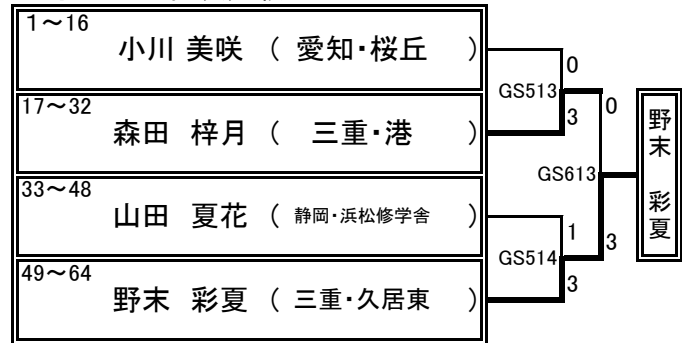 1～16
小川 美咲 （ 愛知・桜丘 ）
0
GS513
3
17～32
森田 梓月 （ 三重・港 ）
0
GS613
3
野末 彩夏
33～48
山田 夏花 （ 静岡・浜松修学舎 ）
1
GS514
3
49～64
野末 彩夏 （ 三重・久居東 ）